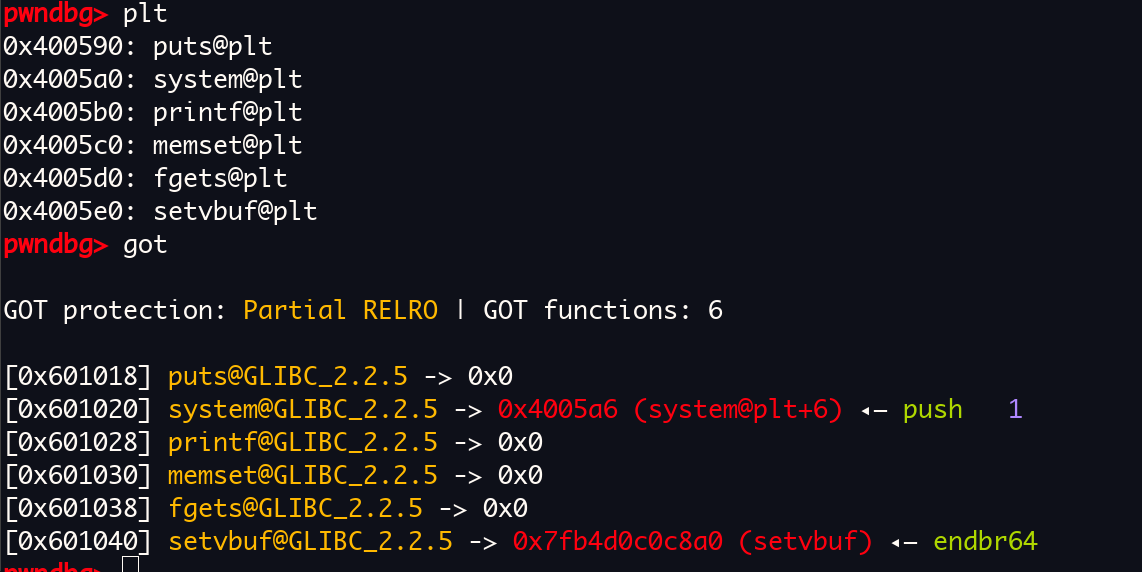 pwndbg> plt
0x400590: puts@plt
0x4005a0: system@plt
0x4005b0: printf@plt
0x4005c0: memset@plt
0x4005d0: fgets@plt
0x4005e0: setvbuf@plt
pwndbg> got
GOT protection: Partial RELRO | GOT functions: 6
[0x601018] puts@GLIBC_2.2.5 -> 0x0
[0x601020] system@GLIBC_2.2.5 -> 0x4005a6 (system@plt+6) ◂— push   1
[0x601028] printf@GLIBC_2.2.5 -> 0x0
[0x601030] memset@GLIBC_2.2.5 -> 0x0
[0x601038] fgets@GLIBC_2.2.5 -> 0x0
[0x601040] setvbuf@GLIBC_2.2.5 -> 0x7fb4d0c0c8a0 (setvbuf) ◂— endbr64
pwndbg>